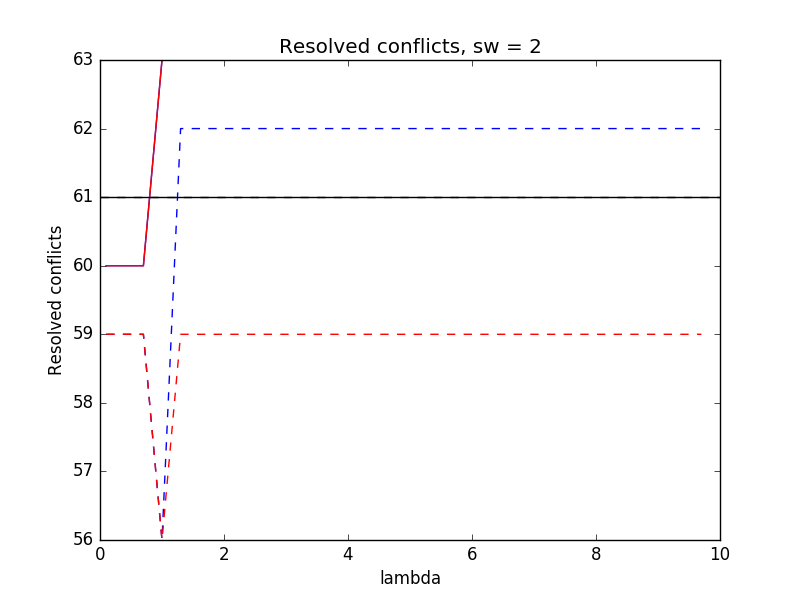 Resolved conflicts, sw = 2
63
62
61
60
59
58
57
56
Resolved conflicts
0 2 4 6 8 10
lambda